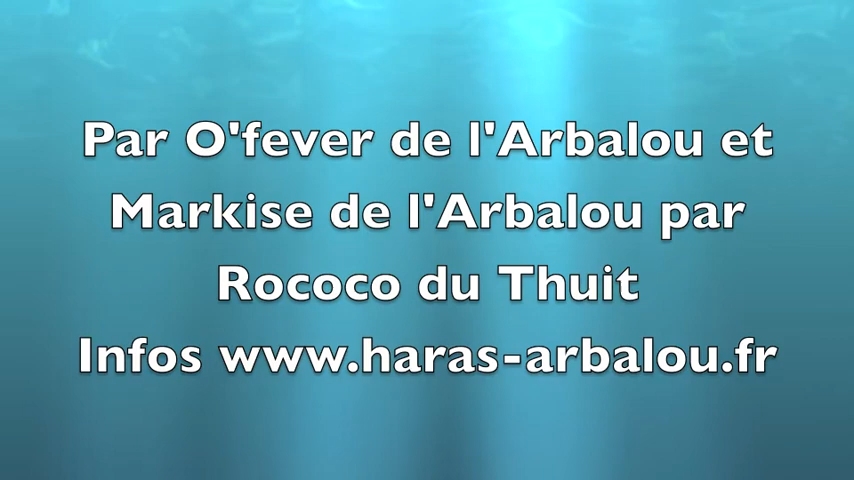 Par O'fever de l'Arbalou et
Markise de l'Arbalou par
Rococo du Thuit
Infos www.haras-arbalou.fr